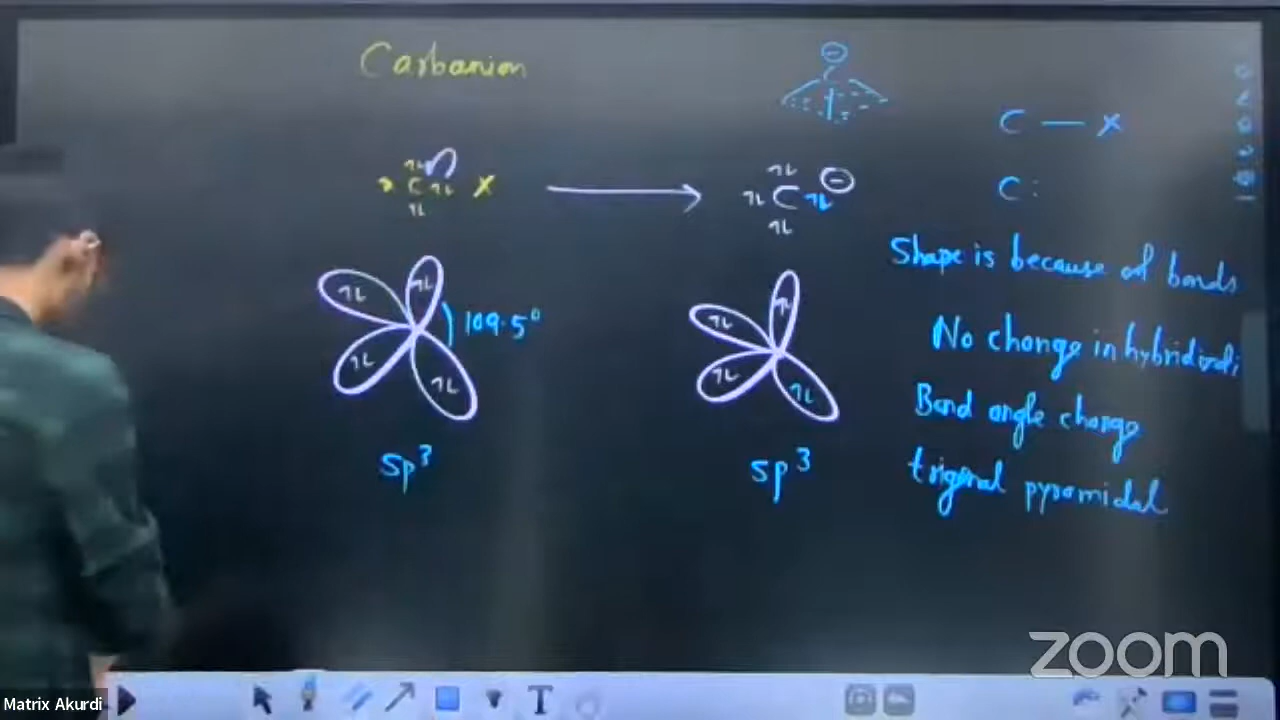 Carbanion
⊖
C
C — X
C X
C ⊖
C :
Shape is because of bonds
No change in
109.5°
Bond angle change
sp³
sp³
trigonal pyramidal
zoom
Matrix Akurdi
T